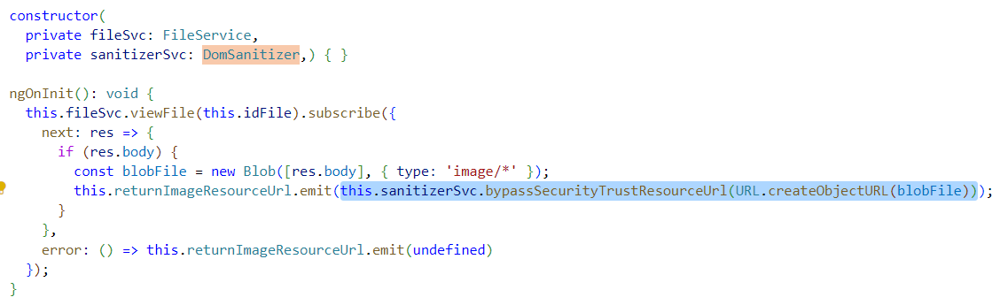 constructor(
  private fileSvc: FileService,
  private sanitizerSvc: DomSanitizer,) { }

ngOnInit(): void {
  this.fileSvc.viewFile(this.idFile).subscribe({
    next: res => {
      if (res.body) {
        const blobFile = new Blob([res.body], { type: 'image/*' });
        this.returnImageResourceUrl.emit(this.sanitizerSvc.bypassSecurityTrustResourceUrl(URL.createObjectURL(blobFile)));
      }
    },
    error: () => this.returnImageResourceUrl.emit(undefined)
  });
}